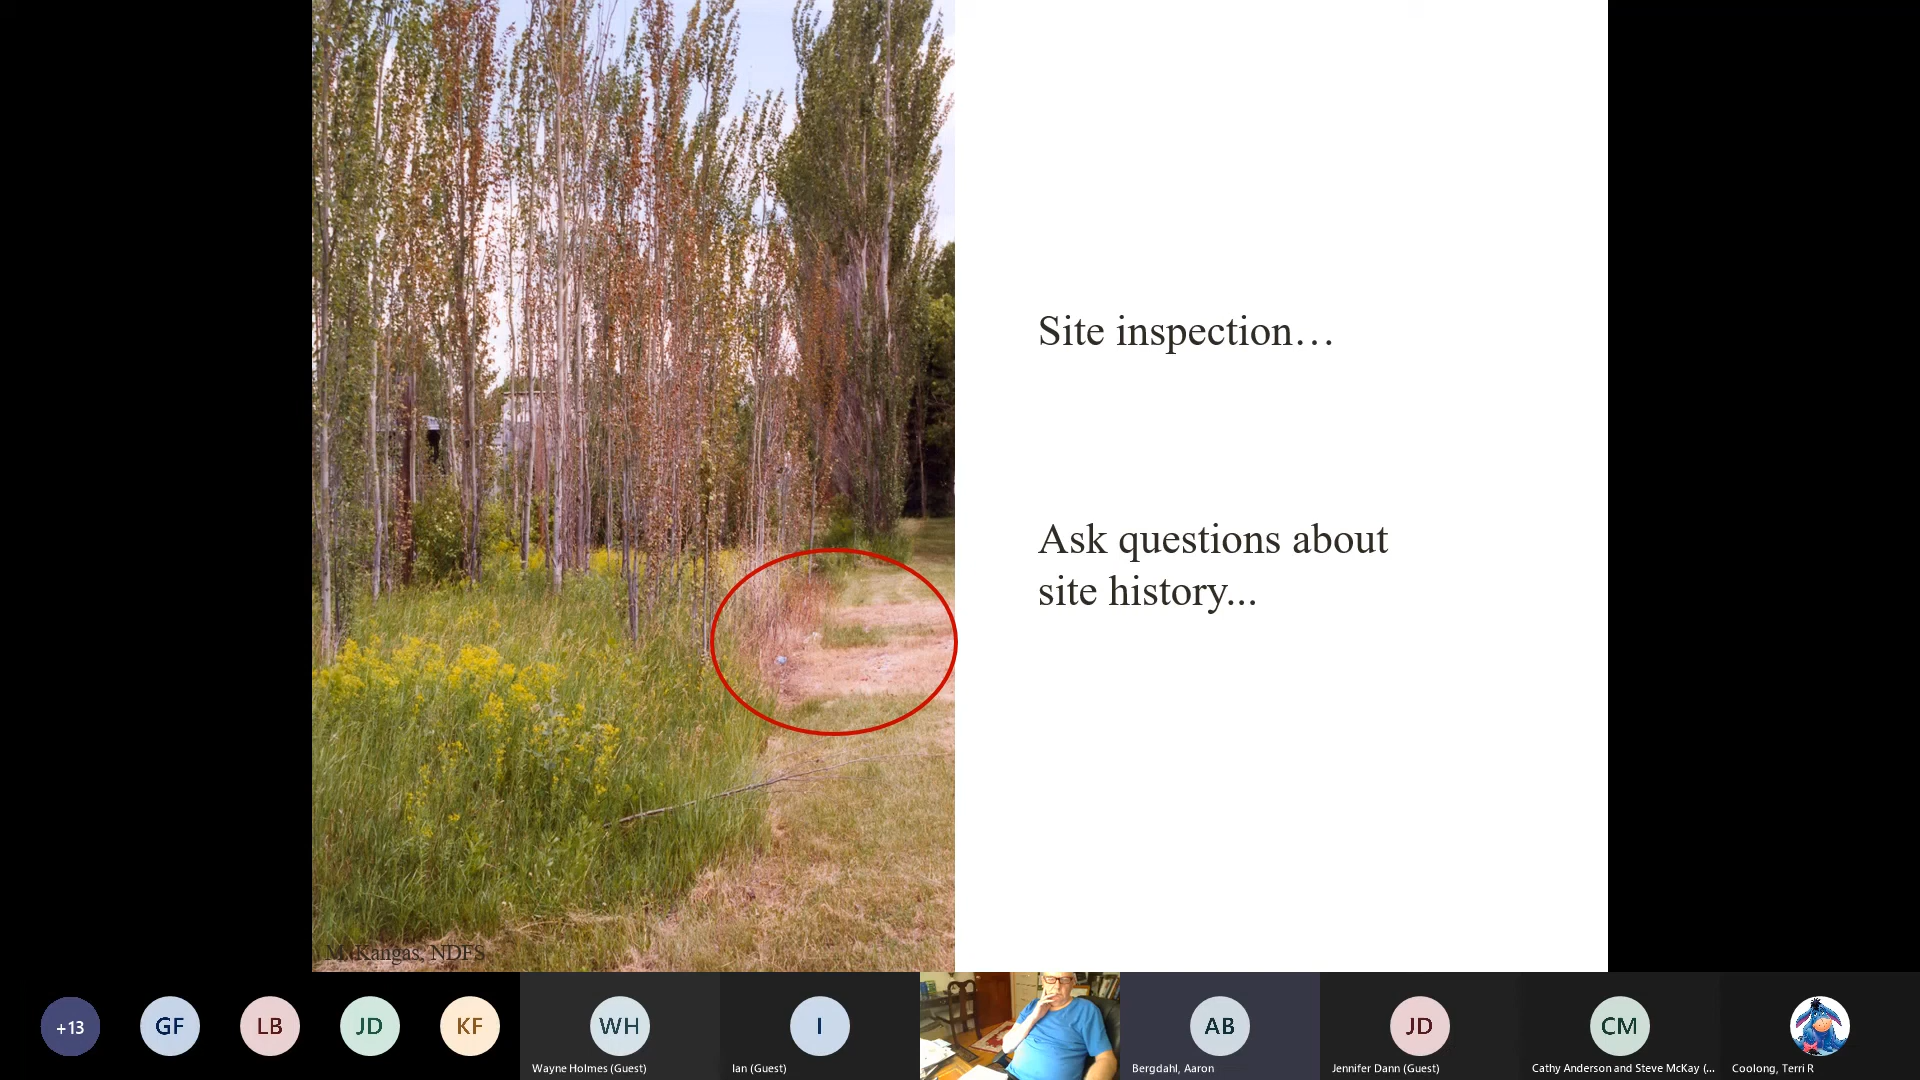 Site inspection…
Ask questions about
site history...
M. Kangas, NDFS
+13
GF
LB
JD
KF
WH
I
AB
JD
CM
Wayne Holmes (Guest)
Ian (Guest)
Bergdahl, Aaron
Jennifer Dann (Guest)
Cathy Anderson and Steve McKay (...
Coolong, Terri R